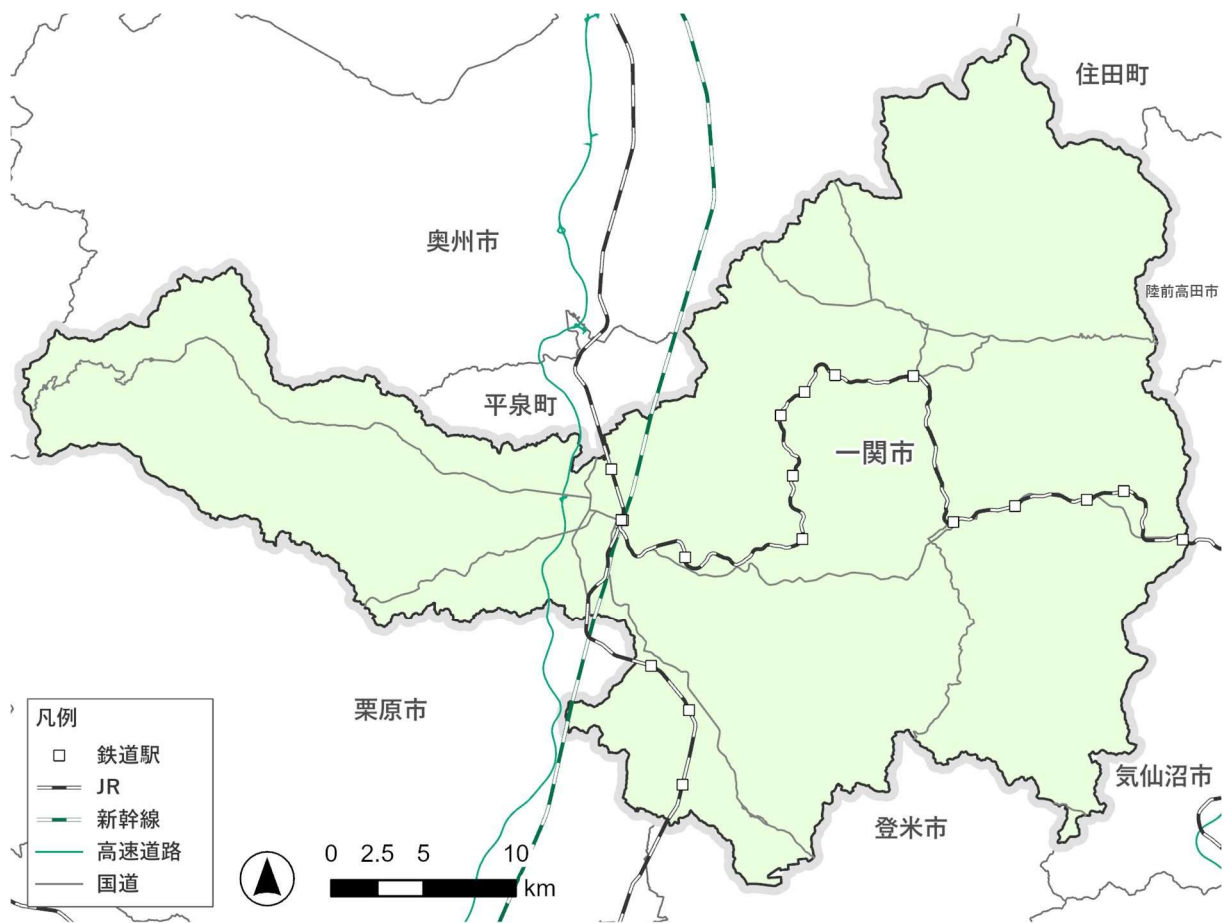 住田町
奥州市
陸前高田市
平泉町
一関市
栗原市
気仙沼市
登米市
凡例
鉄道駅
JR
新幹線
高速道路
国道
0 2.5 5 10
km